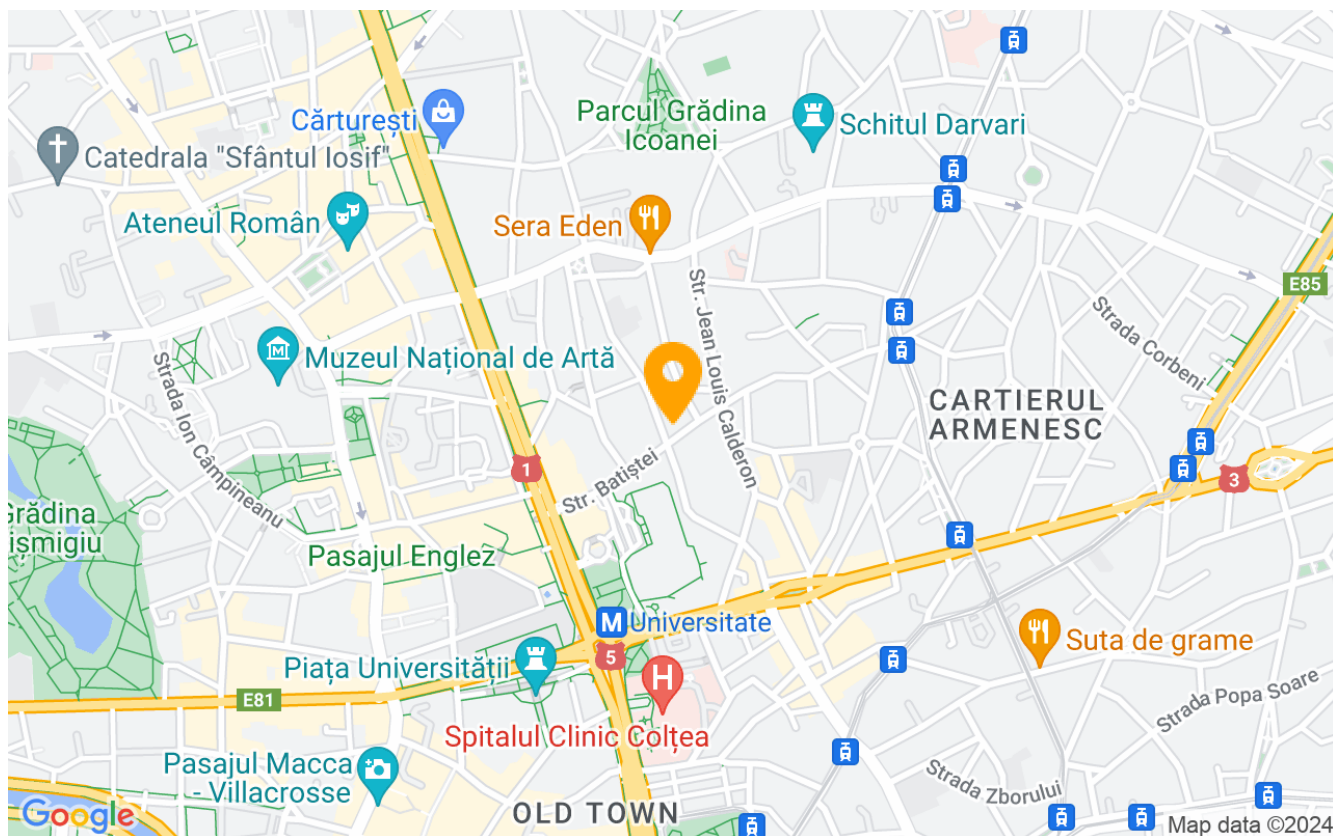 Parcul Grădina
Icoanei
Cărturești
Schitul Darvari
Catedrala "Sfântul Iosif"
Ateneul Român
Sera Eden
E85
Str. Jean Louis Calderon
Strada Corbeni
Muzeul Național de Artă
Strada Ion Câmpineanu
CARTIERUL
ARMENESC
1
Str. Batiștei
3
Grădina
ișmigiu
Pasajul Englez
M Universitate
5
Piața Universității
H
Suta de grame
E81
Strada Popa Soare
Spitalul Clinic Colțea
Pasajul Macca
- Villacrosse
Strada Zborului
OLD TOWN
Google
Map data ©2024